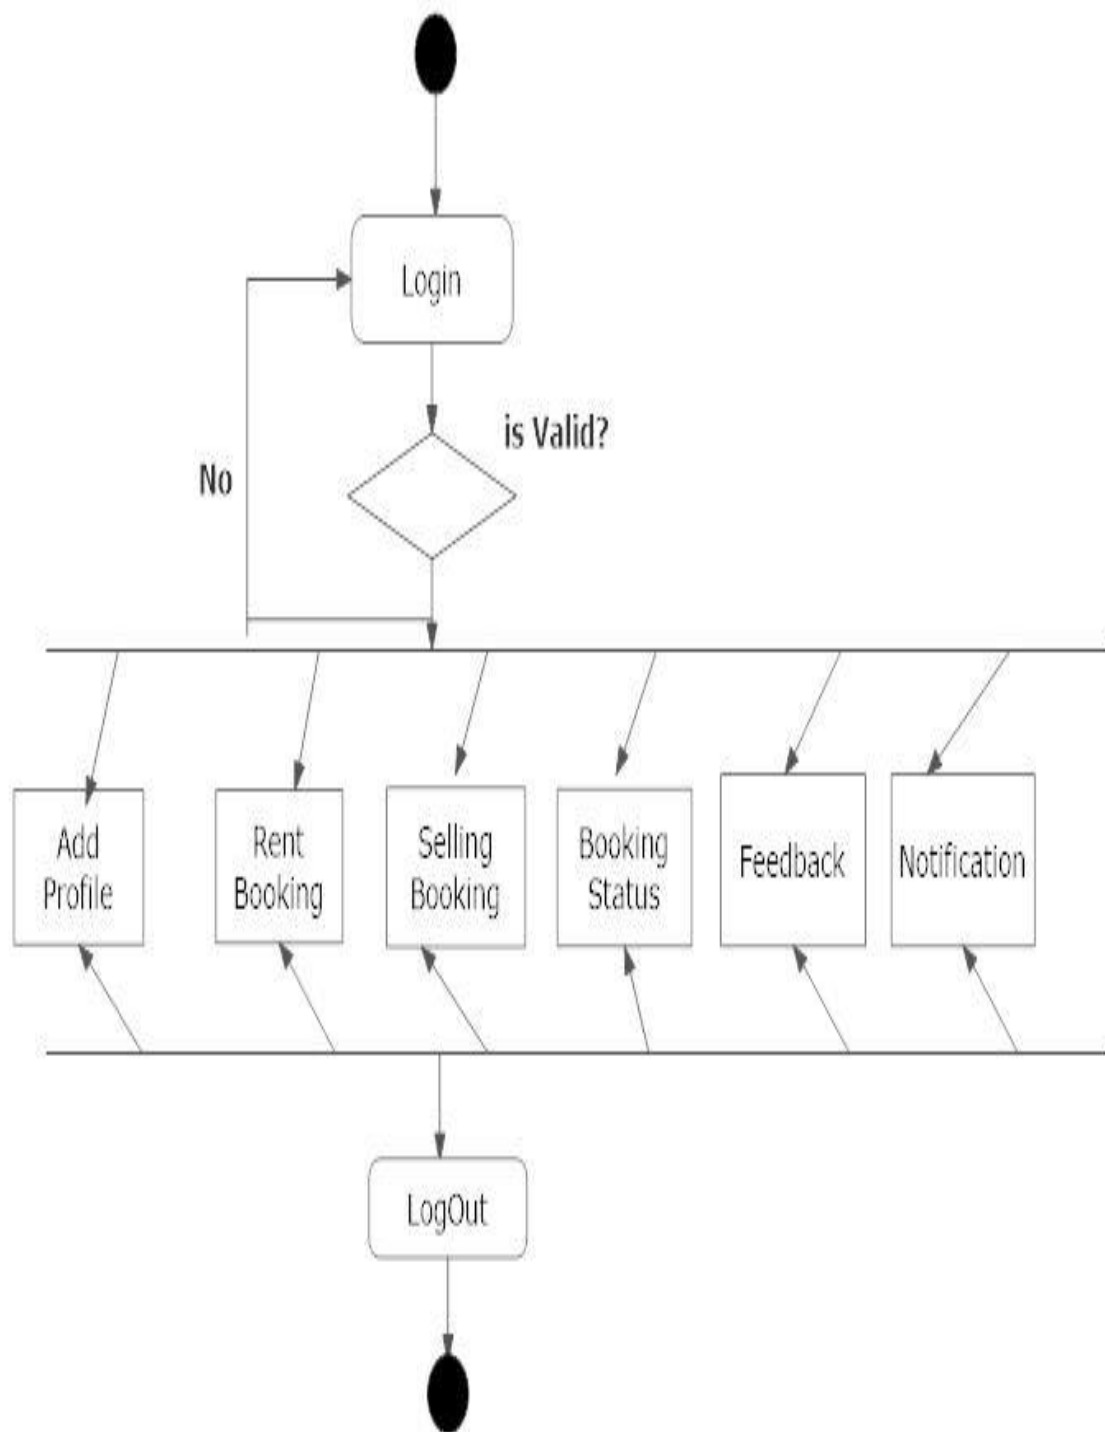 Login
is Valid?
No
Add
Profile
Rent
Booking
Selling
Booking
Booking
Status
Feedback
Notification
LogOut